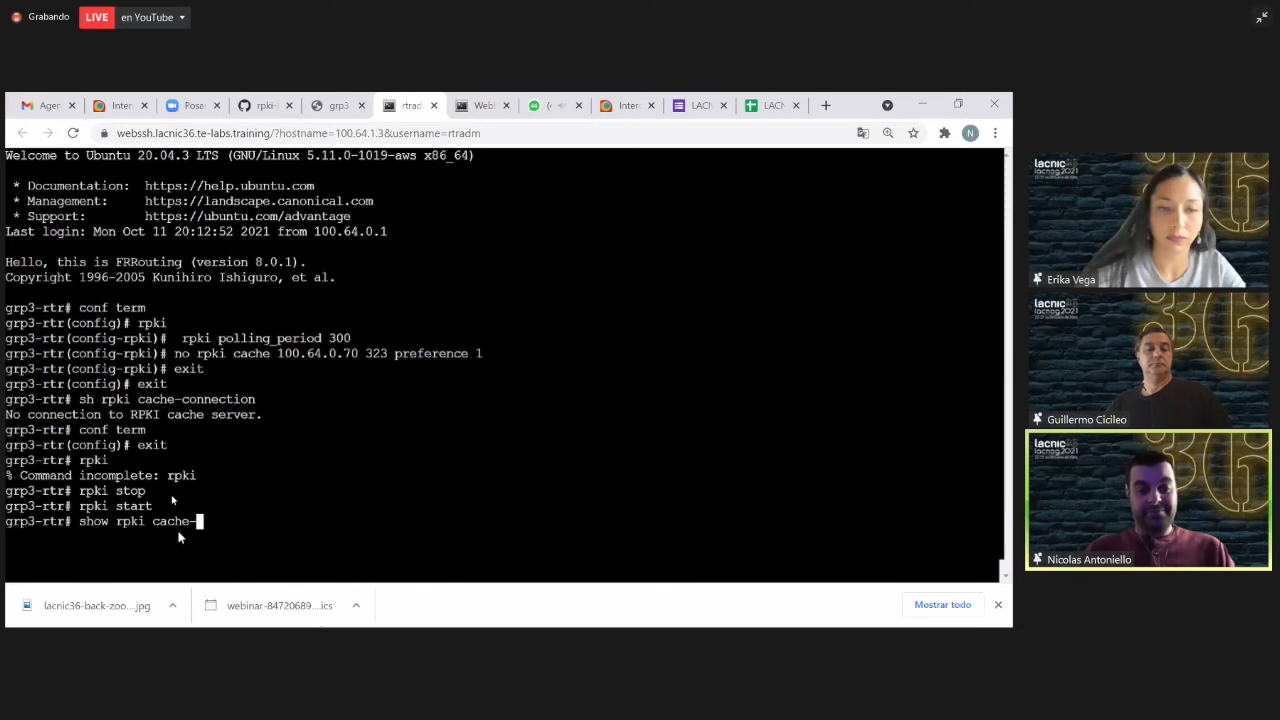 Grabando
LIVE en YouTube
Ager
Inter
Posa
rpki-l
grp3
rtrad
Web
Inter
LACN
LACN
webssh.lacnic36.te-labs.training/?hostname=100.64.1.3&username=rtradm
N
Welcome to Ubuntu 20.04.3 LTS (GNU/Linux 5.11.0-1019-aws x86_64)
* Documentation: https://help.ubuntu.com
* Management: https://landscape.canonical.com
* Support: https://ubuntu.com/advantage
Last login: Mon Oct 11 20:12:52 2021 from 100.64.0.1
Hello, this is FRRouting (version 8.0.1).
Copyright 1996-2005 Kunihiro Ishiguro, et al.
grp3-rtr# conf term
grp3-rtr(config)# rpki
grp3-rtr(config-rpki)# rpki polling_period 300
grp3-rtr(config-rpki)# no rpki cache 100.64.0.70 323 preference 1
grp3-rtr(config-rpki)# exit
grp3-rtr(config)# exit
grp3-rtr# sh rpki cache-connection
No connection to RPKI cache server.
grp3-rtr# conf term
grp3-rtr(config)# exit
grp3-rtr# rpki
% Command incomplete: rpki
grp3-rtr# rpki stop
grp3-rtr# rpki start
grp3-rtr# show rpki cache-
lacnic36-back-zoo....jpg
webinar-84720689....ics
Mostrar todo
lacnic
lacnog 2021
Erika Vega
lacnic
lacnog 2021
Guillermo Cicileo
lacnic
lacnog 2021
Nicolas Antoniello